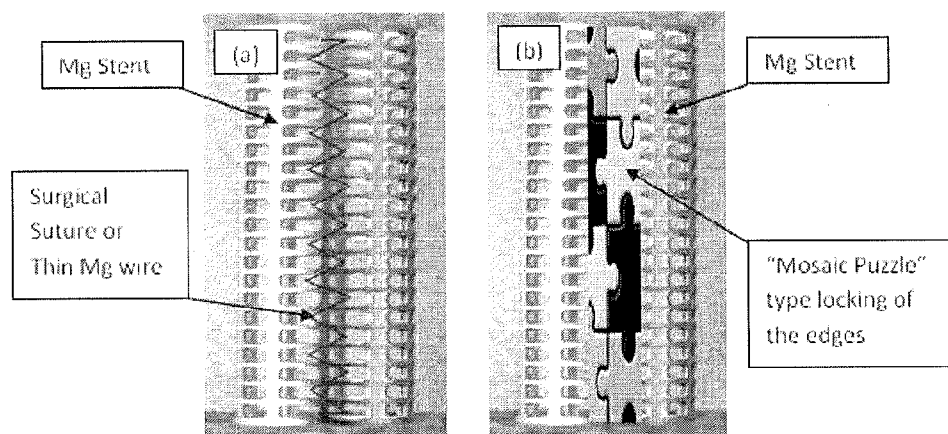 (a)
Mg Stent
Surgical
Suture or
Thin Mg wire
(b)
Mg Stent
"Mosaic Puzzle"
type locking of
the edges